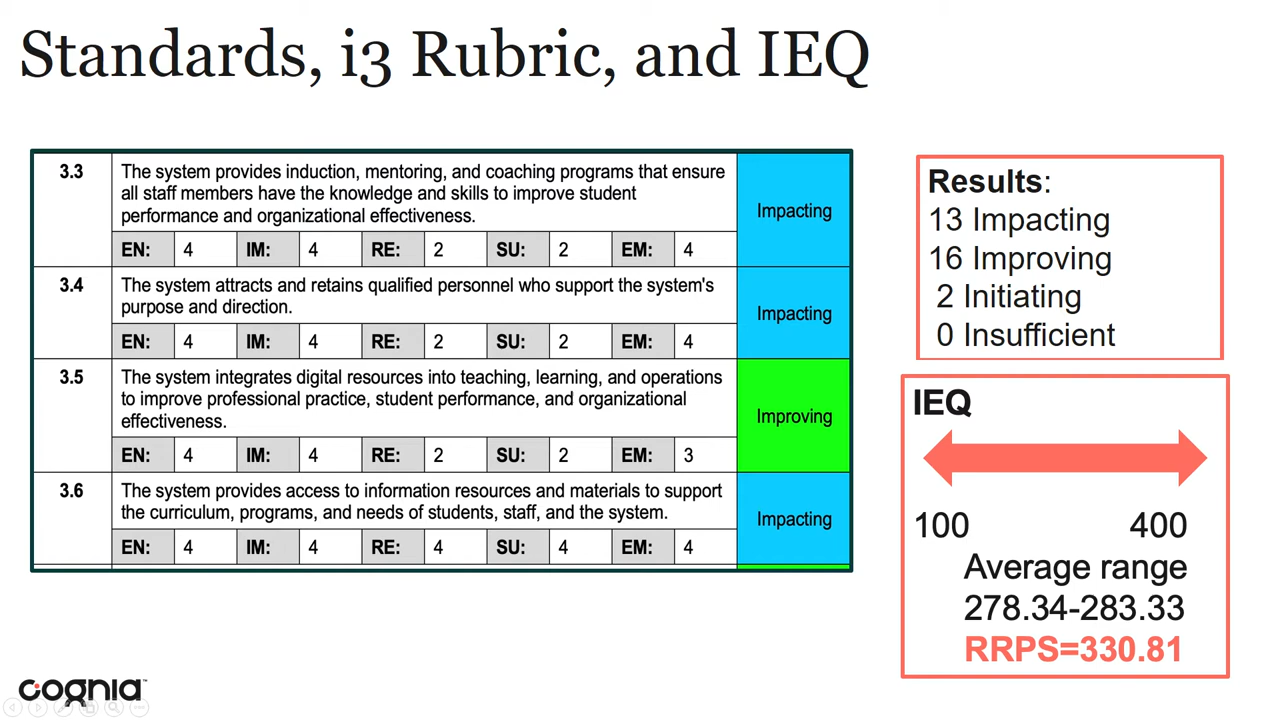 Standards, i3 Rubric, and IEQ
3.3
The system provides induction, mentoring, and coaching programs that ensure
all staff members have the knowledge and skills to improve student
performance and organizational effectiveness.
Impacting
EN: 4 IM: 4 RE: 2 SU: 2 EM: 4
3.4
The system attracts and retains qualified personnel who support the system's
purpose and direction.
Impacting
EN: 4 IM: 4 RE: 2 SU: 2 EM: 4
3.5
The system integrates digital resources into teaching, learning, and operations
to improve professional practice, student performance, and organizational
effectiveness.
Improving
EN: 4 IM: 4 RE: 2 SU: 2 EM: 3
3.6
The system provides access to information resources and materials to support
the curriculum, programs, and needs of students, staff, and the system.
Impacting
EN: 4 IM: 4 RE: 4 SU: 4 EM: 4
Results:
13 Impacting
16 Improving
2 Initiating
0 Insufficient
IEQ
100 400
Average range
278.34-283.33
RRPS=330.81
cognia™